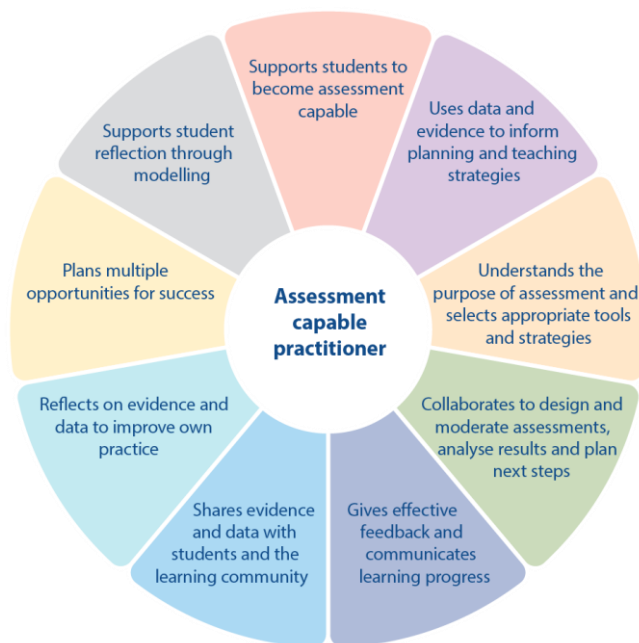 Supports students to
become assessment
capable
Uses data and
evidence to inform
planning and teaching
strategies
Understands the
purpose of assessment and
selects appropriate tools
and strategies
Collaborates to design and
moderate assessments,
analyse results and plan
next steps
Gives effective
feedback and
communicates
learning progress
Shares evidence
and data with
students and the
learning community
Reflects on evidence and
data to improve own
practice
Plans multiple
opportunities for success
Supports student
reflection through
modelling
Assessment
capable
practitioner